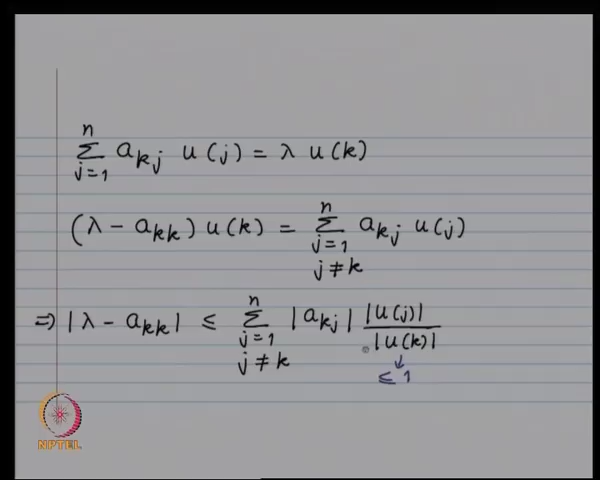 n
Σ a_kj u(j) = λ u(k)
j=1
n
(λ - a_kk) u(k) = Σ a_kj u(j)
j=1
j≠k
n
⇒ |λ - a_kk| ≤ Σ |a_kj| |u(j)| / |u(k)|
j=1
j≠k
↓
≤ 1
NPTEL